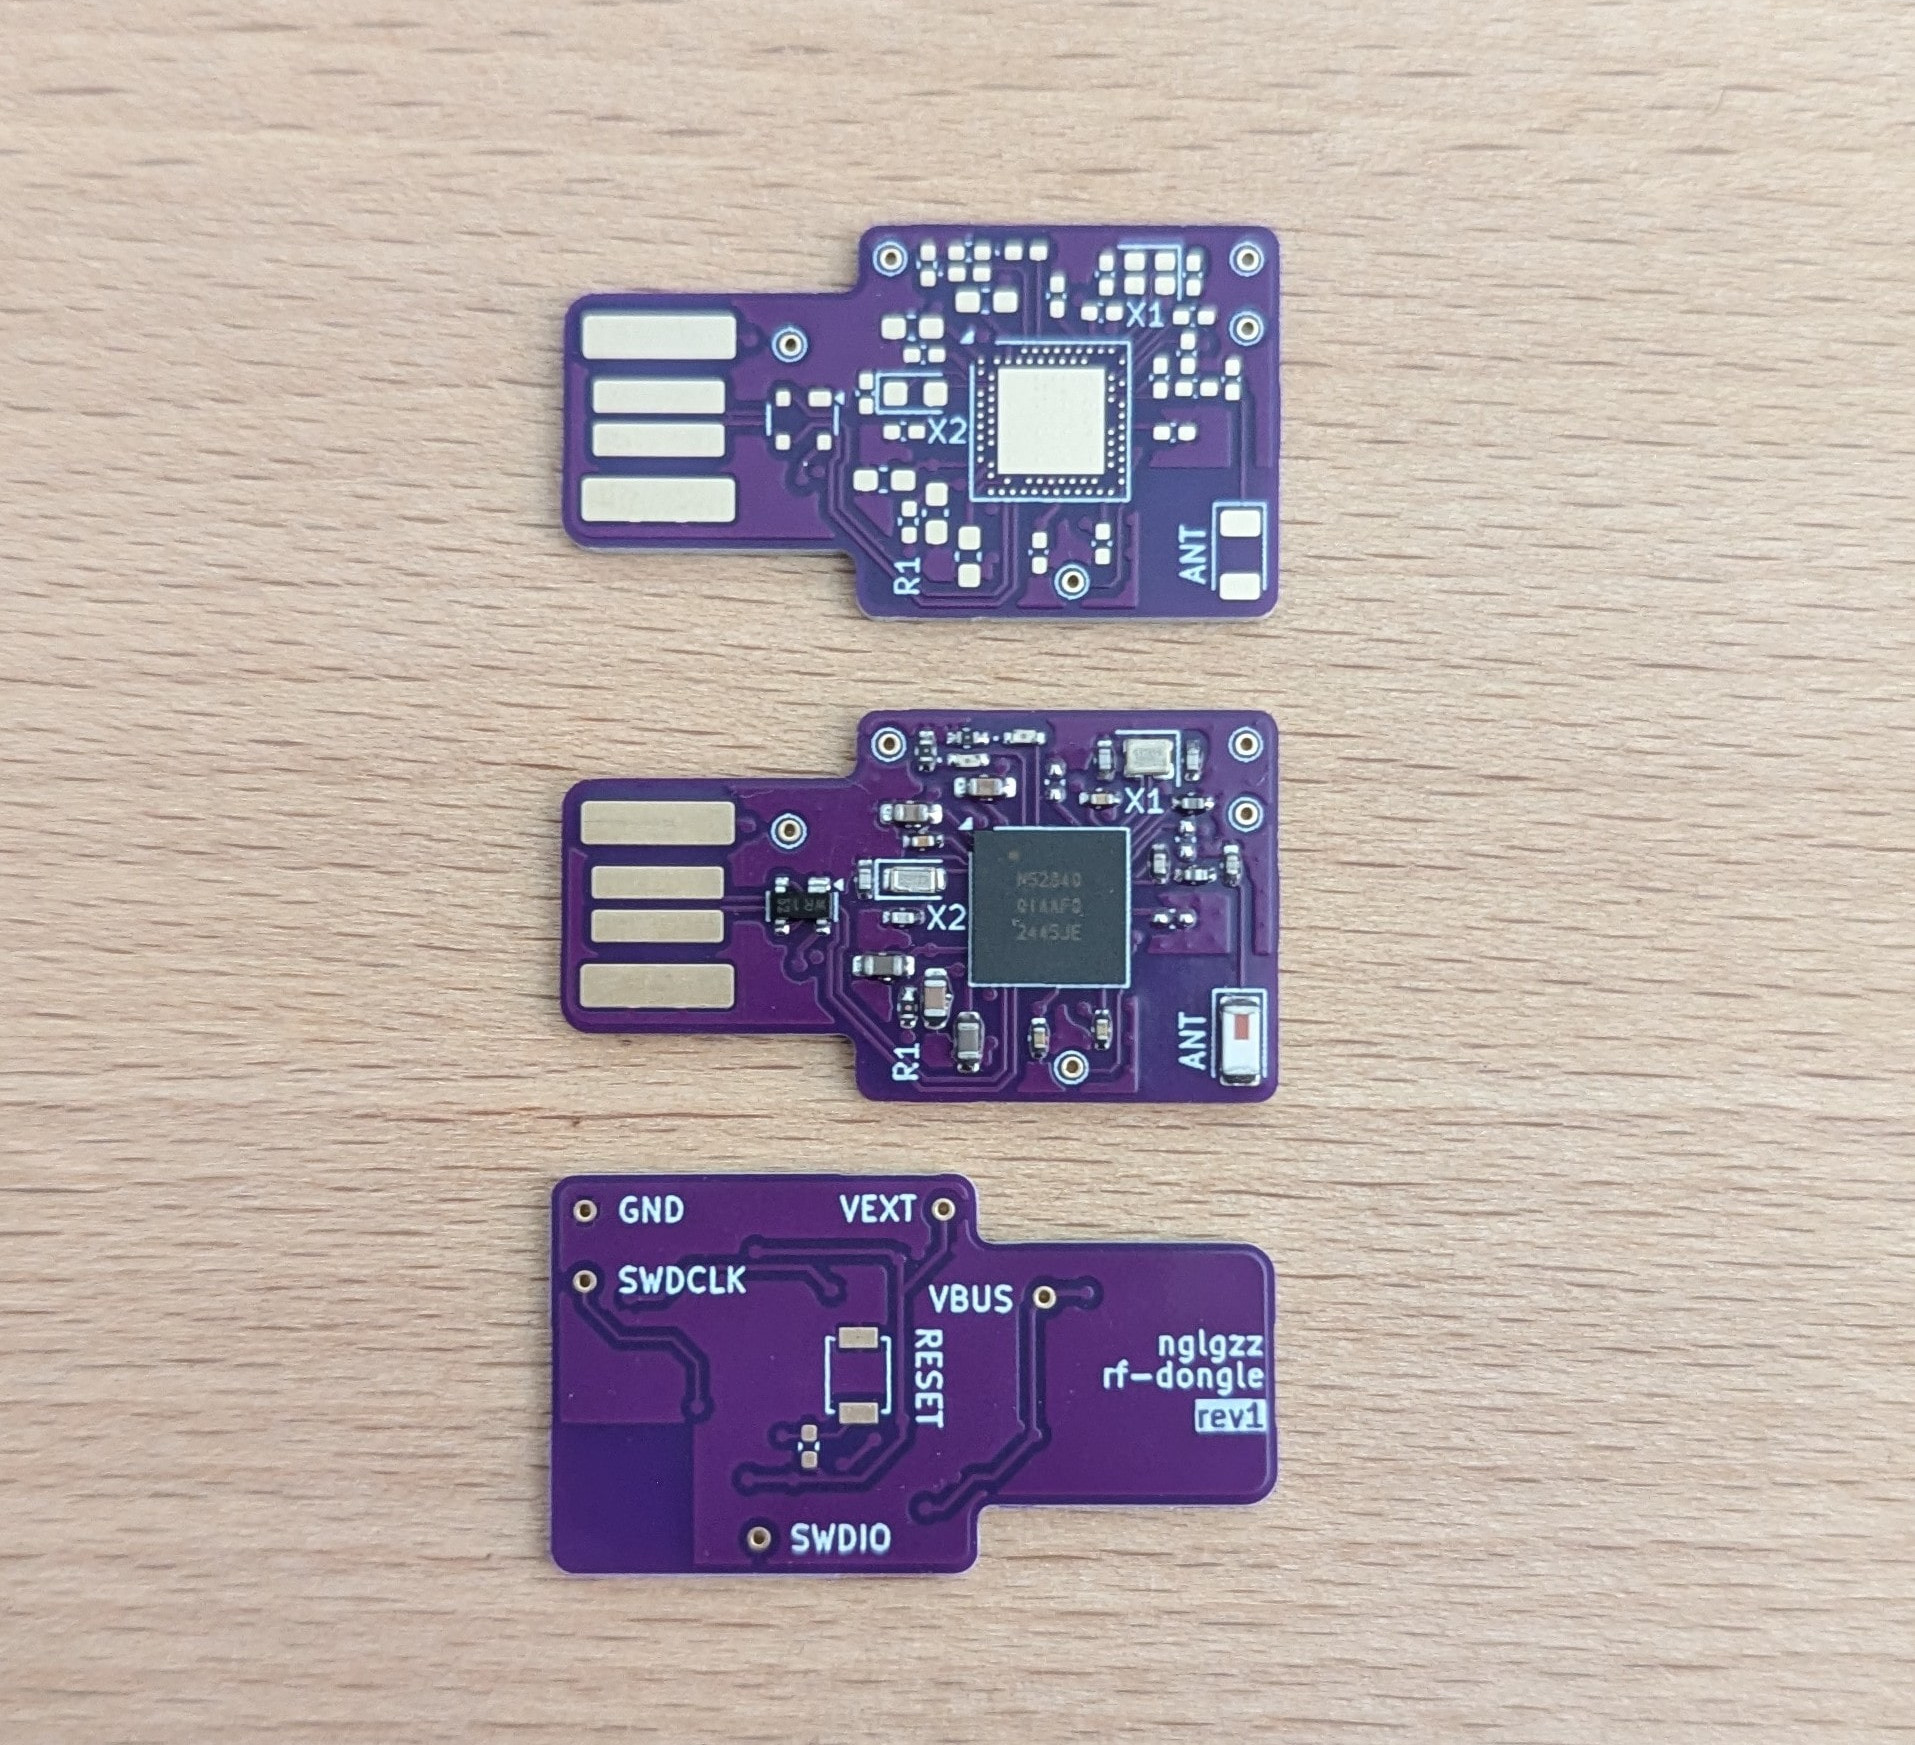 X1
X2
R1
ANT
X1
N52840
QIAAF0
2445JE
X2
R1
ANT
GND
VEXT
SWDCLK
VBUS
RESET
nglgzz
rf-dongle
rev1
SWDIO